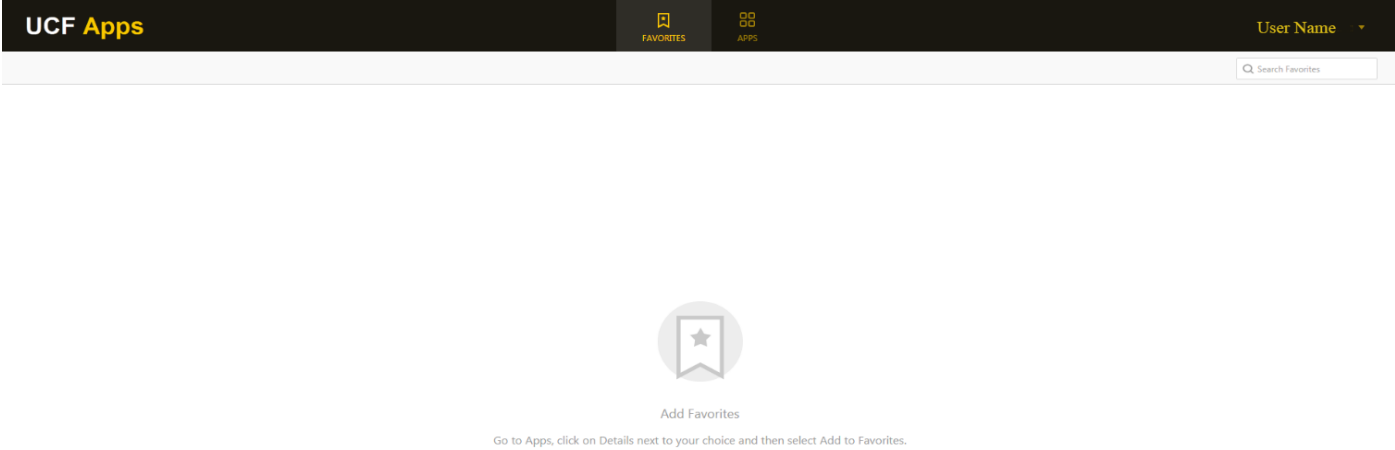 UCF Apps
FAVORITES
APPS
User Name
Search Favorites
Add Favorites
Go to Apps, click on Details next to your choice and then select Add to Favorites.